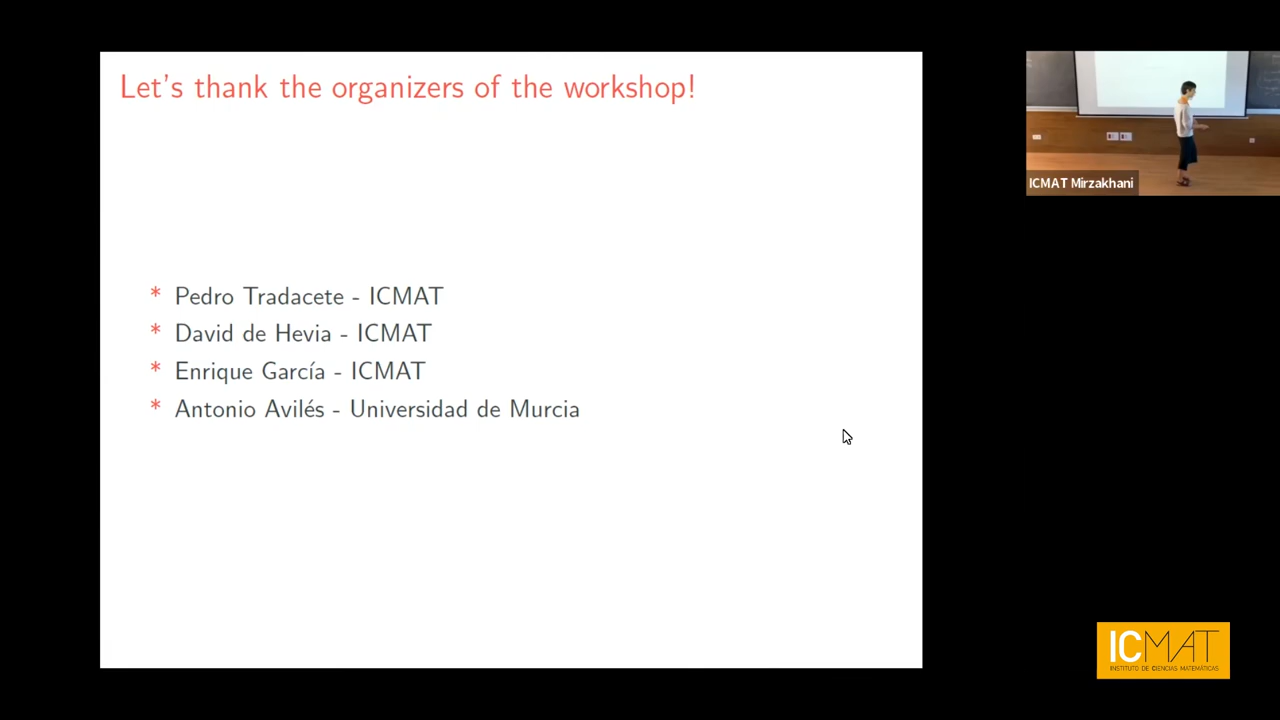 Let's thank the organizers of the workshop!
* Pedro Tradacete - ICMAT
* David de Hevia - ICMAT
* Enrique García - ICMAT
* Antonio Avilés - Universidad de Murcia
ICMAT Mirzakhani
ICMAT
INSTITUTO DE CIENCIAS MATEMÁTICAS